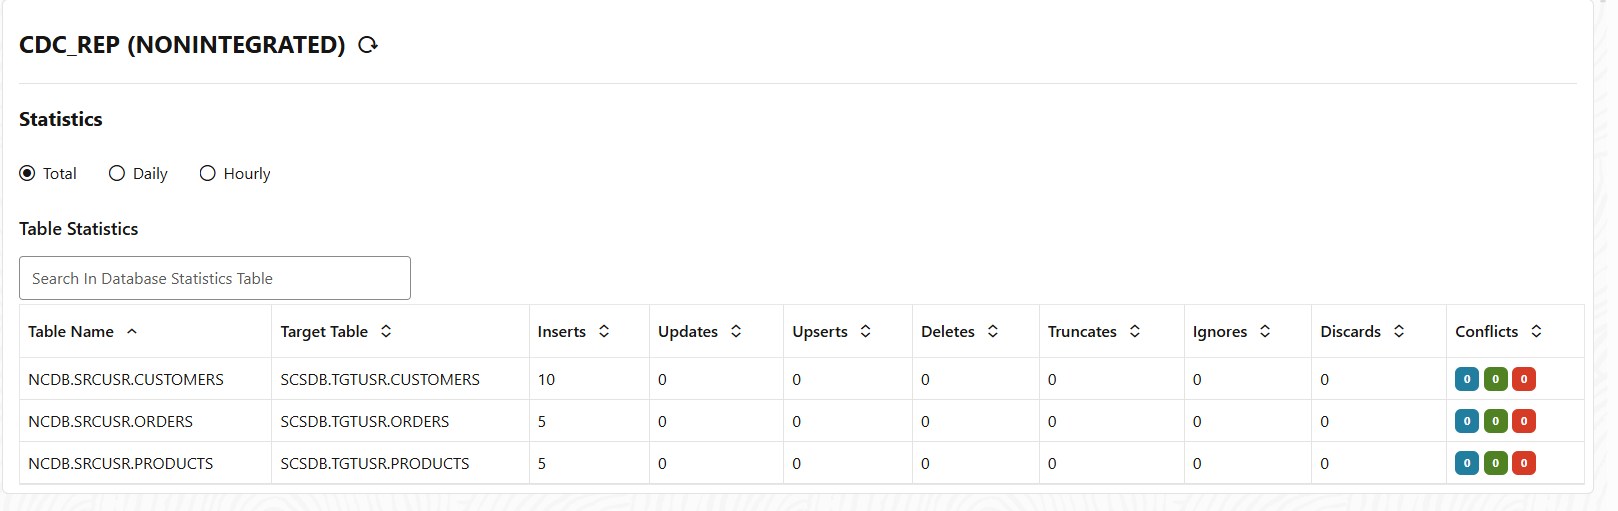 CDC_REP (NONINTEGRATED)
Statistics
Total Daily Hourly
Table Statistics
Search In Database Statistics Table
Table Name Target Table Inserts Updates Upserts Deletes Truncates Ignores Discards Conflicts
NCDB.SRCUSR.CUSTOMERS SCSDB.TGTUSR.CUSTOMERS 10 0 0 0 0 0 0 0 0 0
NCDB.SRCUSR.ORDERS SCSDB.TGTUSR.ORDERS 5 0 0 0 0 0 0 0 0 0
NCDB.SRCUSR.PRODUCTS SCSDB.TGTUSR.PRODUCTS 5 0 0 0 0 0 0 0 0 0